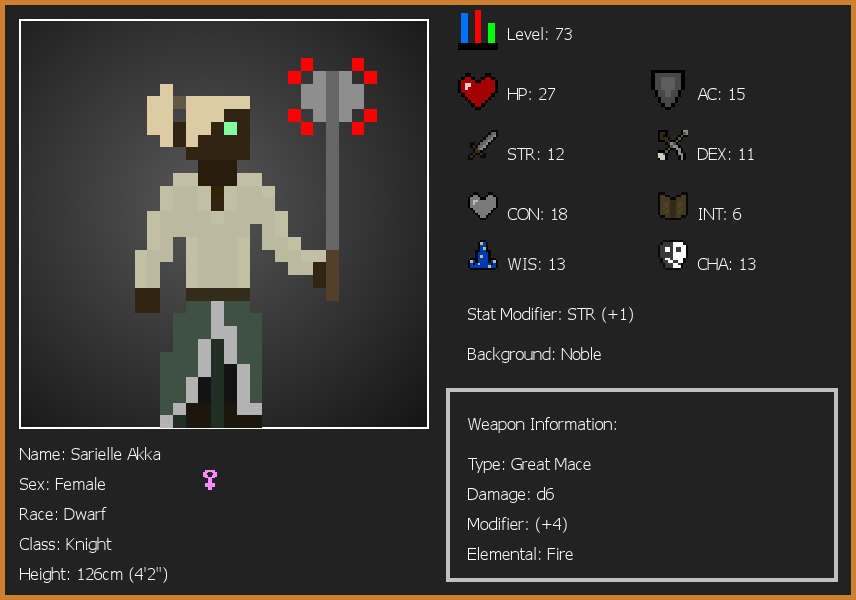 Level: 73
HP: 27
AC: 15
STR: 12
DEX: 11
CON: 18
INT: 6
WIS: 13
CHA: 13
Stat Modifier: STR (+1)
Background: Noble
Weapon Information:
Type: Great Mace
Damage: d6
Modifier: (+4)
Elemental: Fire
Name: Sarielle Akka
Sex: Female
Race: Dwarf
Class: Knight
Height: 126cm (4'2")